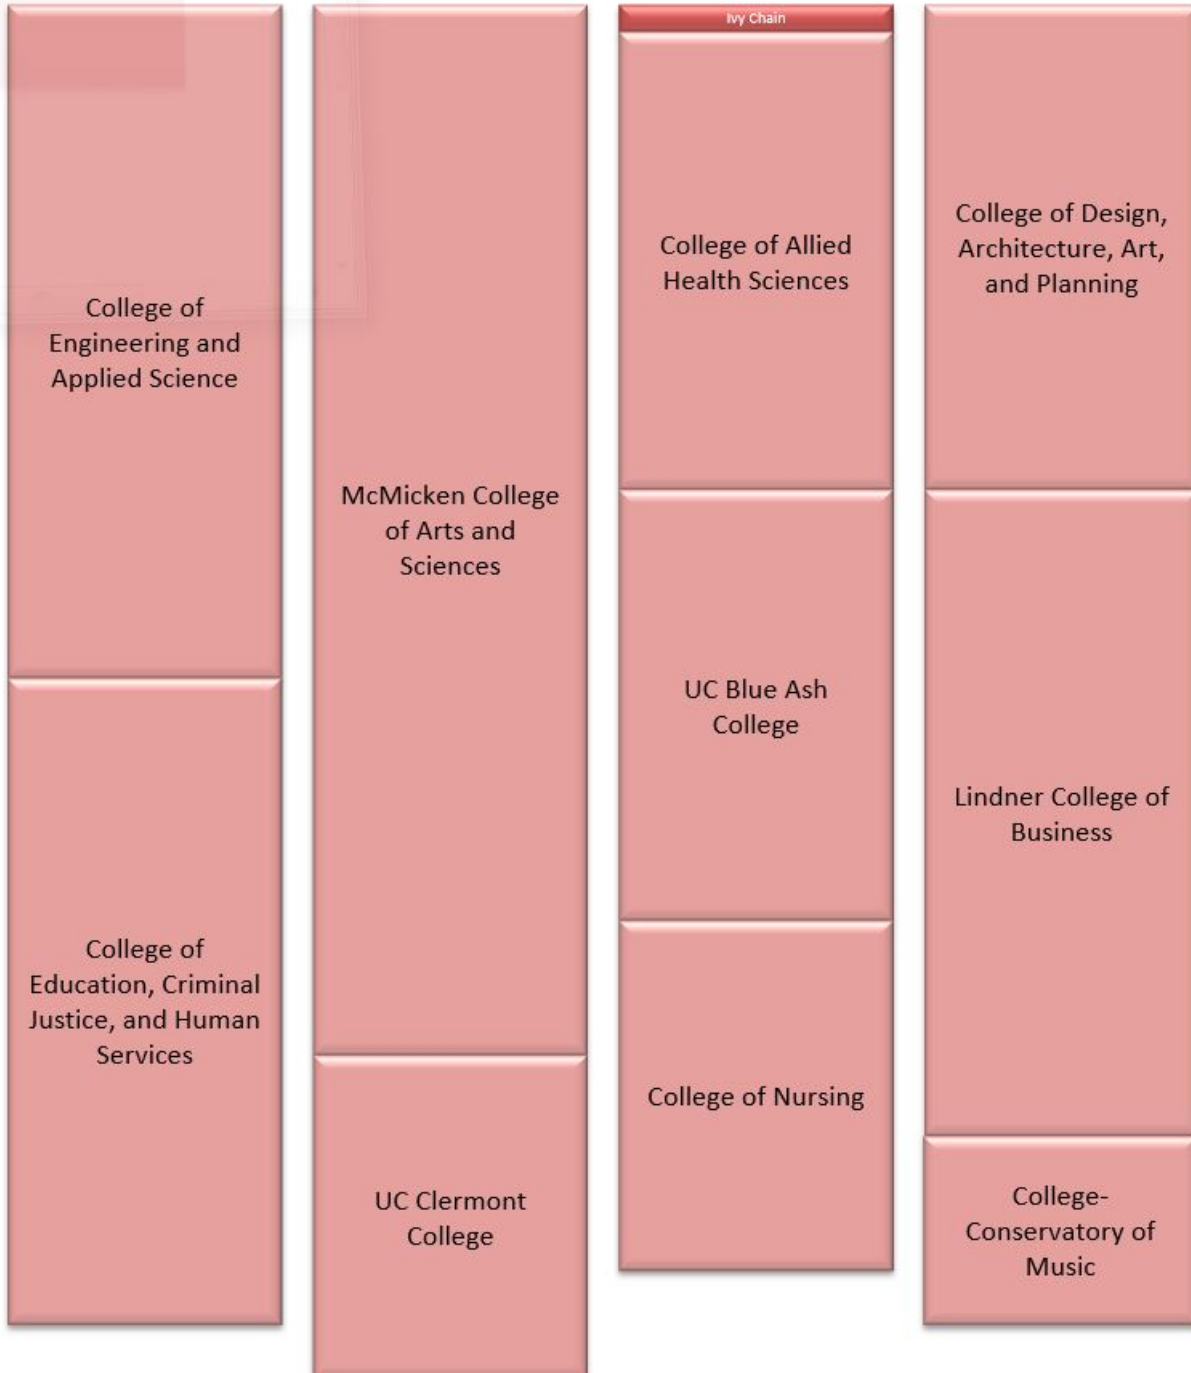 College of
Engineering and
Applied Science
College of
Education, Criminal
Justice, and Human
Services
McMicken College
of Arts and
Sciences
UC Clermont
College
Ivy Chain
College of Allied
Health Sciences
UC Blue Ash
College
College of Nursing
College of Design,
Architecture, Art,
and Planning
Lindner College of
Business
College-
Conservatory of
Music